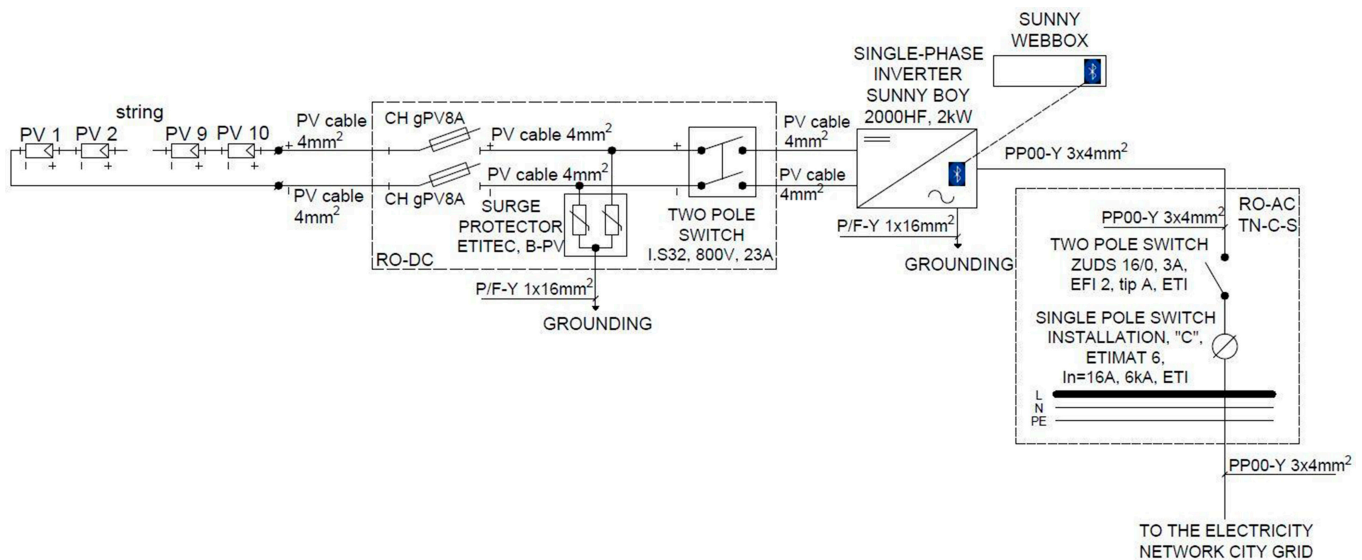 SUNNY
WEBBOX
SINGLE-PHASE
INVERTER
SUNNY BOY
2000HF, 2kW
string
PV 1
PV 2
PV 9
PV 10
PV cable
4mm²
CH gPV8A
PV cable 4mm²
PV cable
4mm²
PV cable
4mm²
CH gPV8A
PV cable 4mm²
PV cable
4mm²
SURGE
PROTECTOR
ETITEC, B-PV
RO-DC
TWO POLE
SWITCH
I.S32, 800V, 23A
P/F-Y 1x16mm²
GROUNDING
P/F-Y 1x16mm²
GROUNDING
PP00-Y 3x4mm²
RO-AC
TN-C-S
PP00-Y 3x4mm²
TWO POLE SWITCH
ZUDS 16/0, 3A,
EFI 2, tip A, ETI
SINGLE POLE SWITCH
INSTALLATION, "C",
ETIMAT 6,
In=16A, 6kA, ETI
L
N
PE
PP00-Y 3x4mm²
TO THE ELECTRICITY
NETWORK CITY GRID